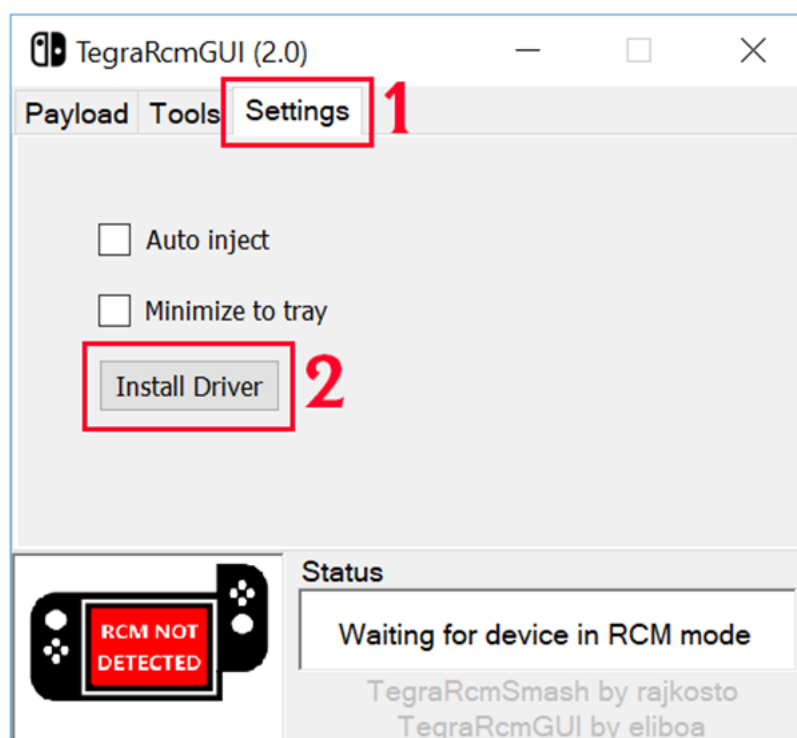 TegraRcmGUI (2.0)
Payload Tools Settings 1
Auto inject
Minimize to tray
Install Driver 2
Status
RCM NOT
DETECTED
Waiting for device in RCM mode
TegraRcmSmash by rajkosto
TegraRcmGUI by eliboa